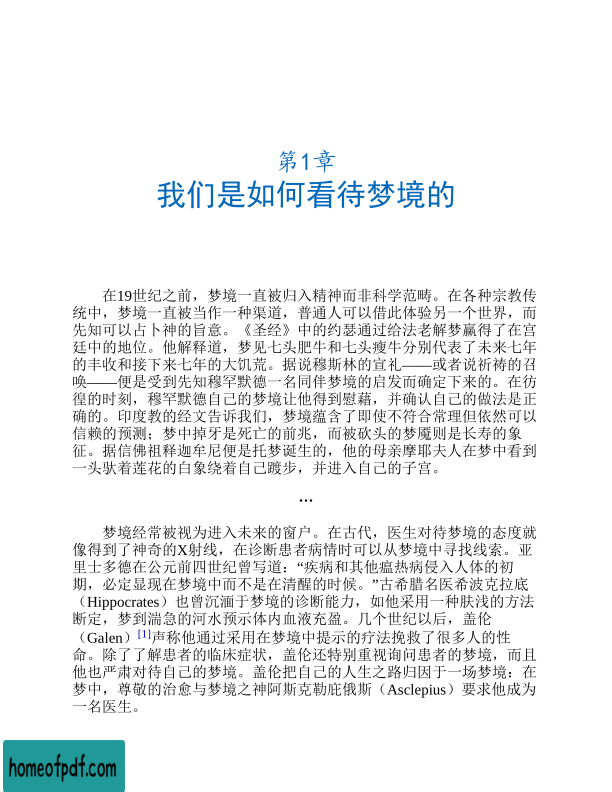 第1章
我们是如何看待梦境的
在19世纪之前，梦境一直被归入精神而非科学范畴。在各种宗教传
统中，梦境一直被当作一种渠道，普通人可以借此体验另一个世界，而
先知可以占卜神的旨意。《圣经》中的约瑟通过给法老解梦赢得了在宫
廷中的地位。他解释道，梦见七头肥牛和七头瘦牛分别代表了未来七年
的丰收和接下来七年的大饥荒。据说穆斯林的宣礼——或者说祈祷的召
唤——便是受到先知穆罕默德一名同伴梦境的启发而确定下来的。在彷
徨的时刻，穆罕默德自己的梦境让他得到慰藉，并确认自己的做法是正
确的。印度教的经文告诉我们，梦境蕴含了即使不符合常理但依然可以
信赖的预测；梦中掉牙是死亡的前兆，而被砍头的梦魇则是长寿的象
征。据信佛祖释迦牟尼便是托梦诞生的，他的母亲摩耶夫人在梦中看到
一头驮着莲花的白象绕着自己踱步，并进入自己的子宫。
…
梦境经常被视为进入未来的窗户。在古代，医生对待梦境的态度就
像得到了神奇的X射线，在诊断患者病情时可以从梦境中寻找线索。亚
里士多德在公元前四世纪曾写道：“疾病和其他瘟热病侵入人体的初
期，必定显现在梦境中而不是在清醒的时候。”古希腊名医希波克拉底
（Hippocrates）也曾沉湎于梦境的诊断能力，如他采用一种肤浅的方法
断定，梦到湍急的河水预示体内血液充盈。几个世纪以后，盖伦
（Galen）[1]声称他通过采用在梦境中提示的疗法挽救了很多人的性
命。除了了解患者的临床症状，盖伦还特别重视询问患者的梦境，而且
他也严肃对待自己的梦境。盖伦把自己的人生之路归因于一场梦境：在
梦中，尊敬的治愈与梦境之神阿斯克勒庇俄斯（Asclepius）要求他成为
一名医生。
homeofpdf.com